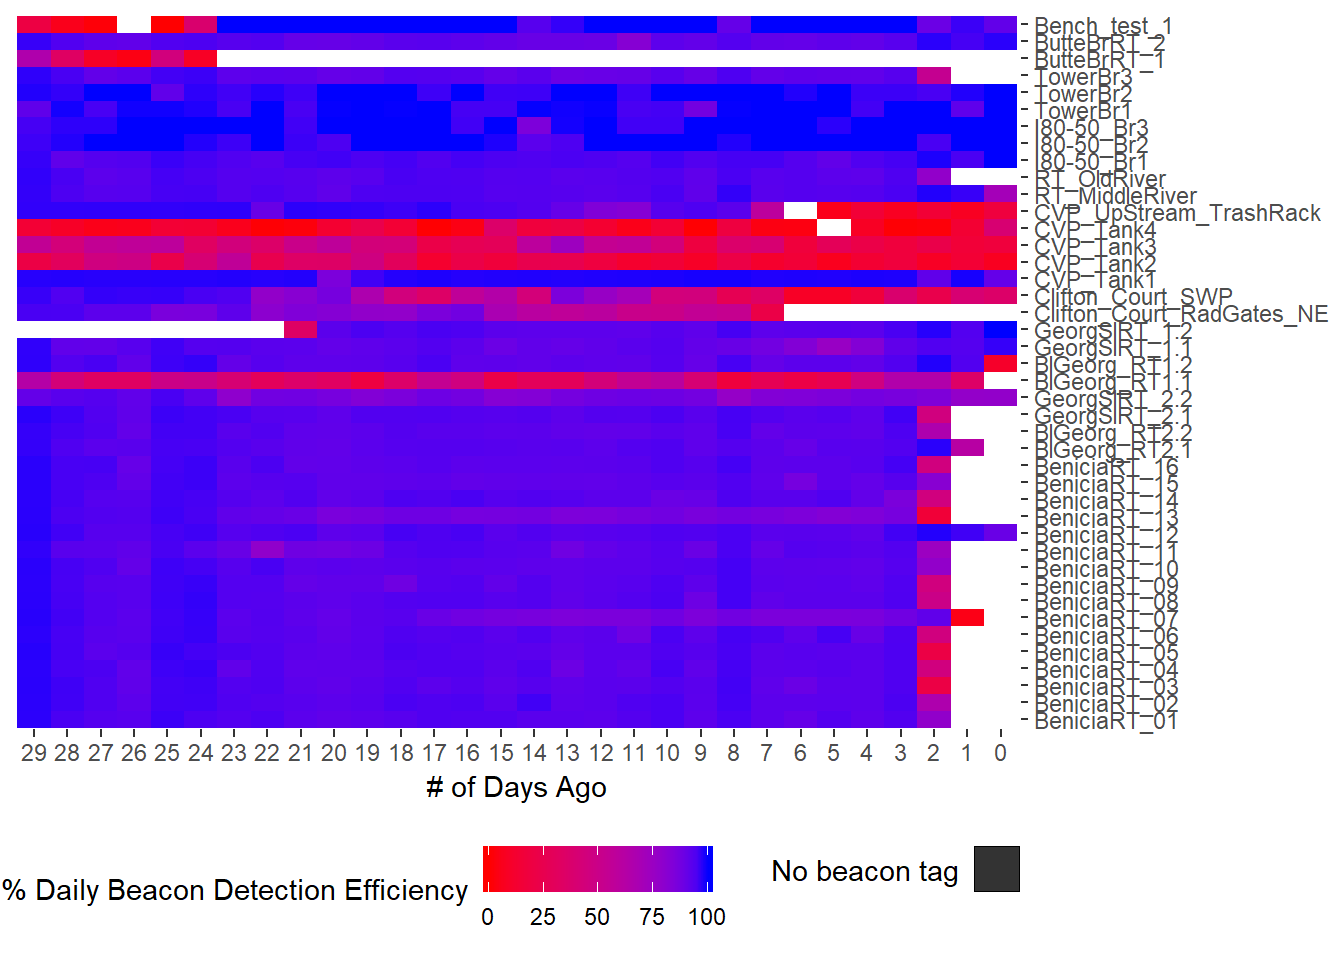 Bench_test_1
ButteBrRT_2
ButteBrRT_1
TowerBr3
TowerBr2
TowerBr1
I80-50_Br3
I80-50_Br2
I80-50_Br1
RT_OldRiver
RT_MiddleRiver
CVP_UpStream_TrashRack
CVP_Tank4
CVP_Tank3
CVP_Tank2
CVP_Tank1
Clifton_Court_SWP
Clifton_Court_RadGates_NE
GeorgSlRT_1.2
GeorgSlRT_1.1
BlGeorg_RT1.2
BlGeorg_RT1.1
GeorgSlRT_2.2
GeorgSlRT_2.1
BlGeorg_RT2.2
BlGeorg_RT2.1
BeniciaRT_16
BeniciaRT_15
BeniciaRT_14
BeniciaRT_13
BeniciaRT_12
BeniciaRT_11
BeniciaRT_10
BeniciaRT_09
BeniciaRT_08
BeniciaRT_07
BeniciaRT_06
BeniciaRT_05
BeniciaRT_04
BeniciaRT_03
BeniciaRT_02
BeniciaRT_01
29 28 27 26 25 24 23 22 21 20 19 18 17 16 15 14 13 12 11 10 9 8 7 6 5 4 3 2 1 0
# of Days Ago
% Daily Beacon Detection Efficiency
0 25 50 75 100
No beacon tag